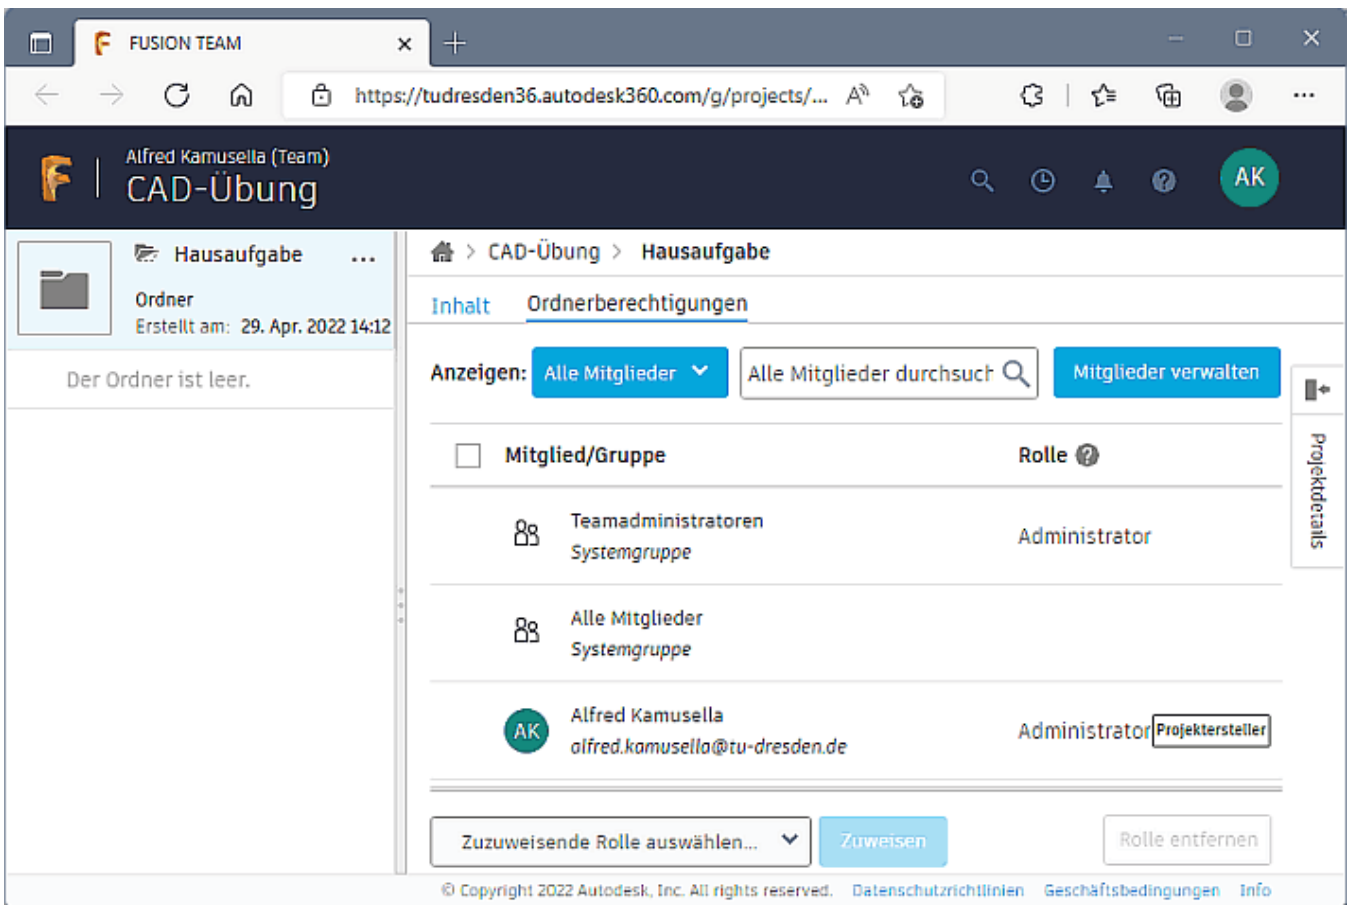 FUSION TEAM
https://tudresden36.autodesk360.com/g/projects/...
Alfred Kamusella (Team)
CAD-Übung
AK
Hausaufgabe ...
Ordner
Erstellt am: 29. Apr. 2022 14:12
Der Ordner ist leer.
CAD-Übung > Hausaufgabe
Inhalt Ordnerberechtigungen
Anzeigen: Alle Mitglieder Alle Mitglieder durchsuch Mitglieder verwalten
Projektdetails
Mitglied/Gruppe Rolle
Teamadministratoren
Systemgruppe
Administrator
Alle Mitglieder
Systemgruppe
AK
Alfred Kamusella
alfred.kamusella@tu-dresden.de
Administrator Projektersteller
Zuzuweisende Rolle auswählen... Zuweisen Rolle entfernen
© Copyright 2022 Autodesk, Inc. All rights reserved. Datenschutzrichtlinien Geschäftsbedingungen Info